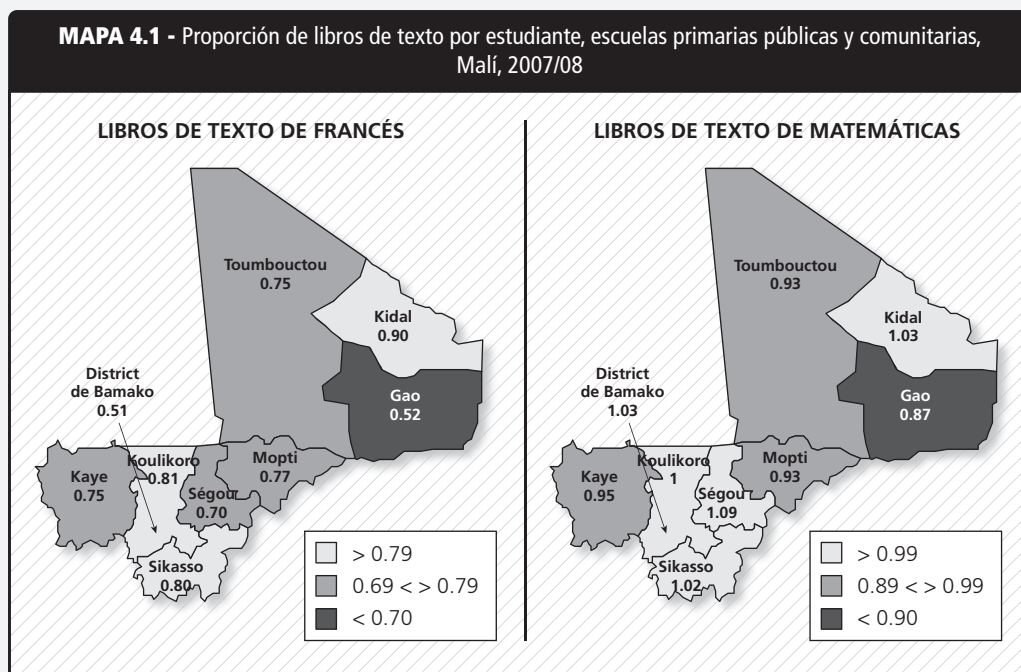 MAPA 4.1 - Proporción de libros de texto por estudiante, escuelas primarias públicas y comunitarias,
Malí, 2007/08
LIBROS DE TEXTO DE FRANCÉS
Toumbouctou
0.75
Kidal
0.90
District
de Bamako
0.51
Gao
0.52
Kaye
0.75
Koulikoro
0.81
Mopti
0.77
Ségou
0.70
Sikasso
0.80
> 0.79
0.69 < > 0.79
< 0.70
LIBROS DE TEXTO DE MATEMÁTICAS
Toumbouctou
0.93
Kidal
1.03
District
de Bamako
1.03
Gao
0.87
Kaye
0.95
Koulikoro
1
Mopti
0.93
Ségou
1.09
Sikasso
1.02
> 0.99
0.89 < > 0.99
< 0.90